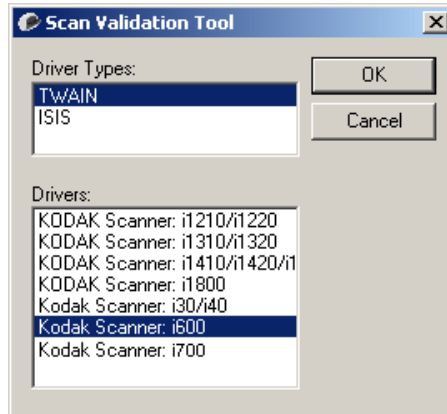 Scan Validation Tool
Driver Types:
TWAIN
ISIS
OK
Cancel
Drivers:
KODAK Scanner: i1210/i1220
KODAK Scanner: i1310/i1320
KODAK Scanner: i1410/i1420/i1
KODAK Scanner: i1800
Kodak Scanner: i30/i40
Kodak Scanner: i600
Kodak Scanner: i700